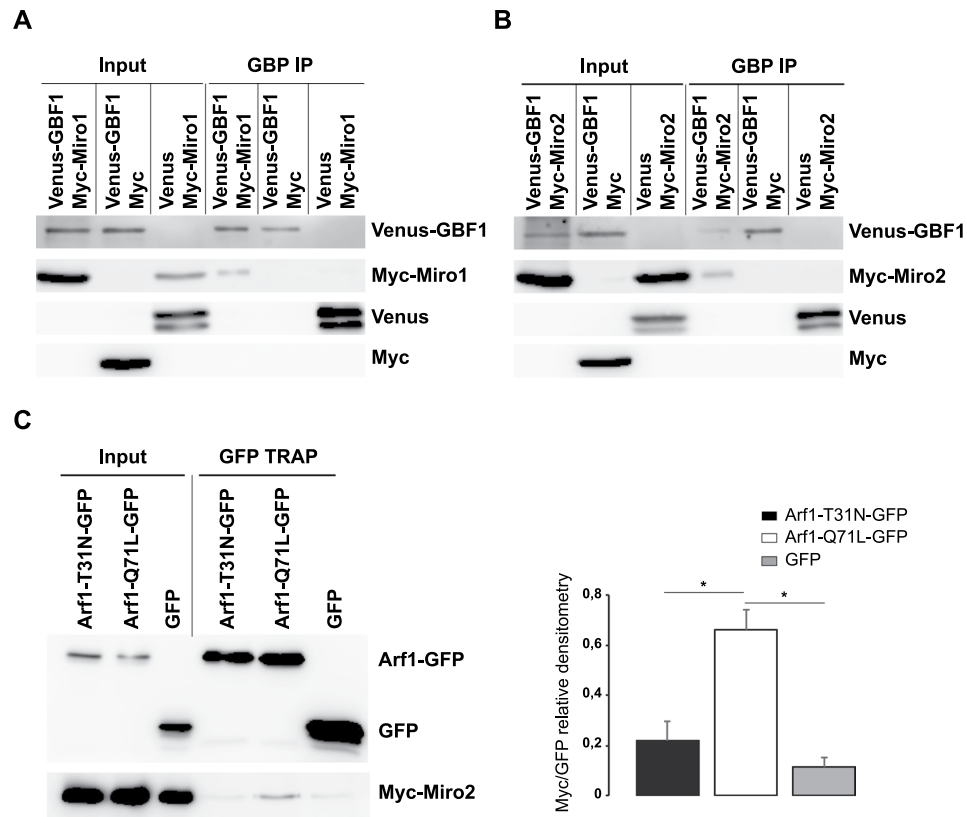 A
Input
GBP IP
Venus-GBF1
Myc-Miro1
Venus-GBF1
Myc
Venus
Myc-Miro1
Venus-GBF1
Myc-Miro1
Venus-GBF1
Myc
Venus
Myc-Miro1
Venus-GBF1
Myc-Miro1
Venus
Myc
B
Input
GBP IP
Venus-GBF1
Myc-Miro2
Venus-GBF1
Myc
Venus
Myc-Miro2
Venus-GBF1
Myc-Miro2
Venus-GBF1
Myc
Venus
Myc-Miro2
Venus-GBF1
Myc-Miro2
Venus
Myc
C
Input
GFP TRAP
Arf1-T31N-GFP
Arf1-Q71L-GFP
GFP
Arf1-T31N-GFP
Arf1-Q71L-GFP
GFP
Arf1-GFP
GFP
Myc-Miro2
Arf1-T31N-GFP
Arf1-Q71L-GFP
GFP
* *
Myc/GFP relative densitometry
0,8
0,6
0,4
0,2
0